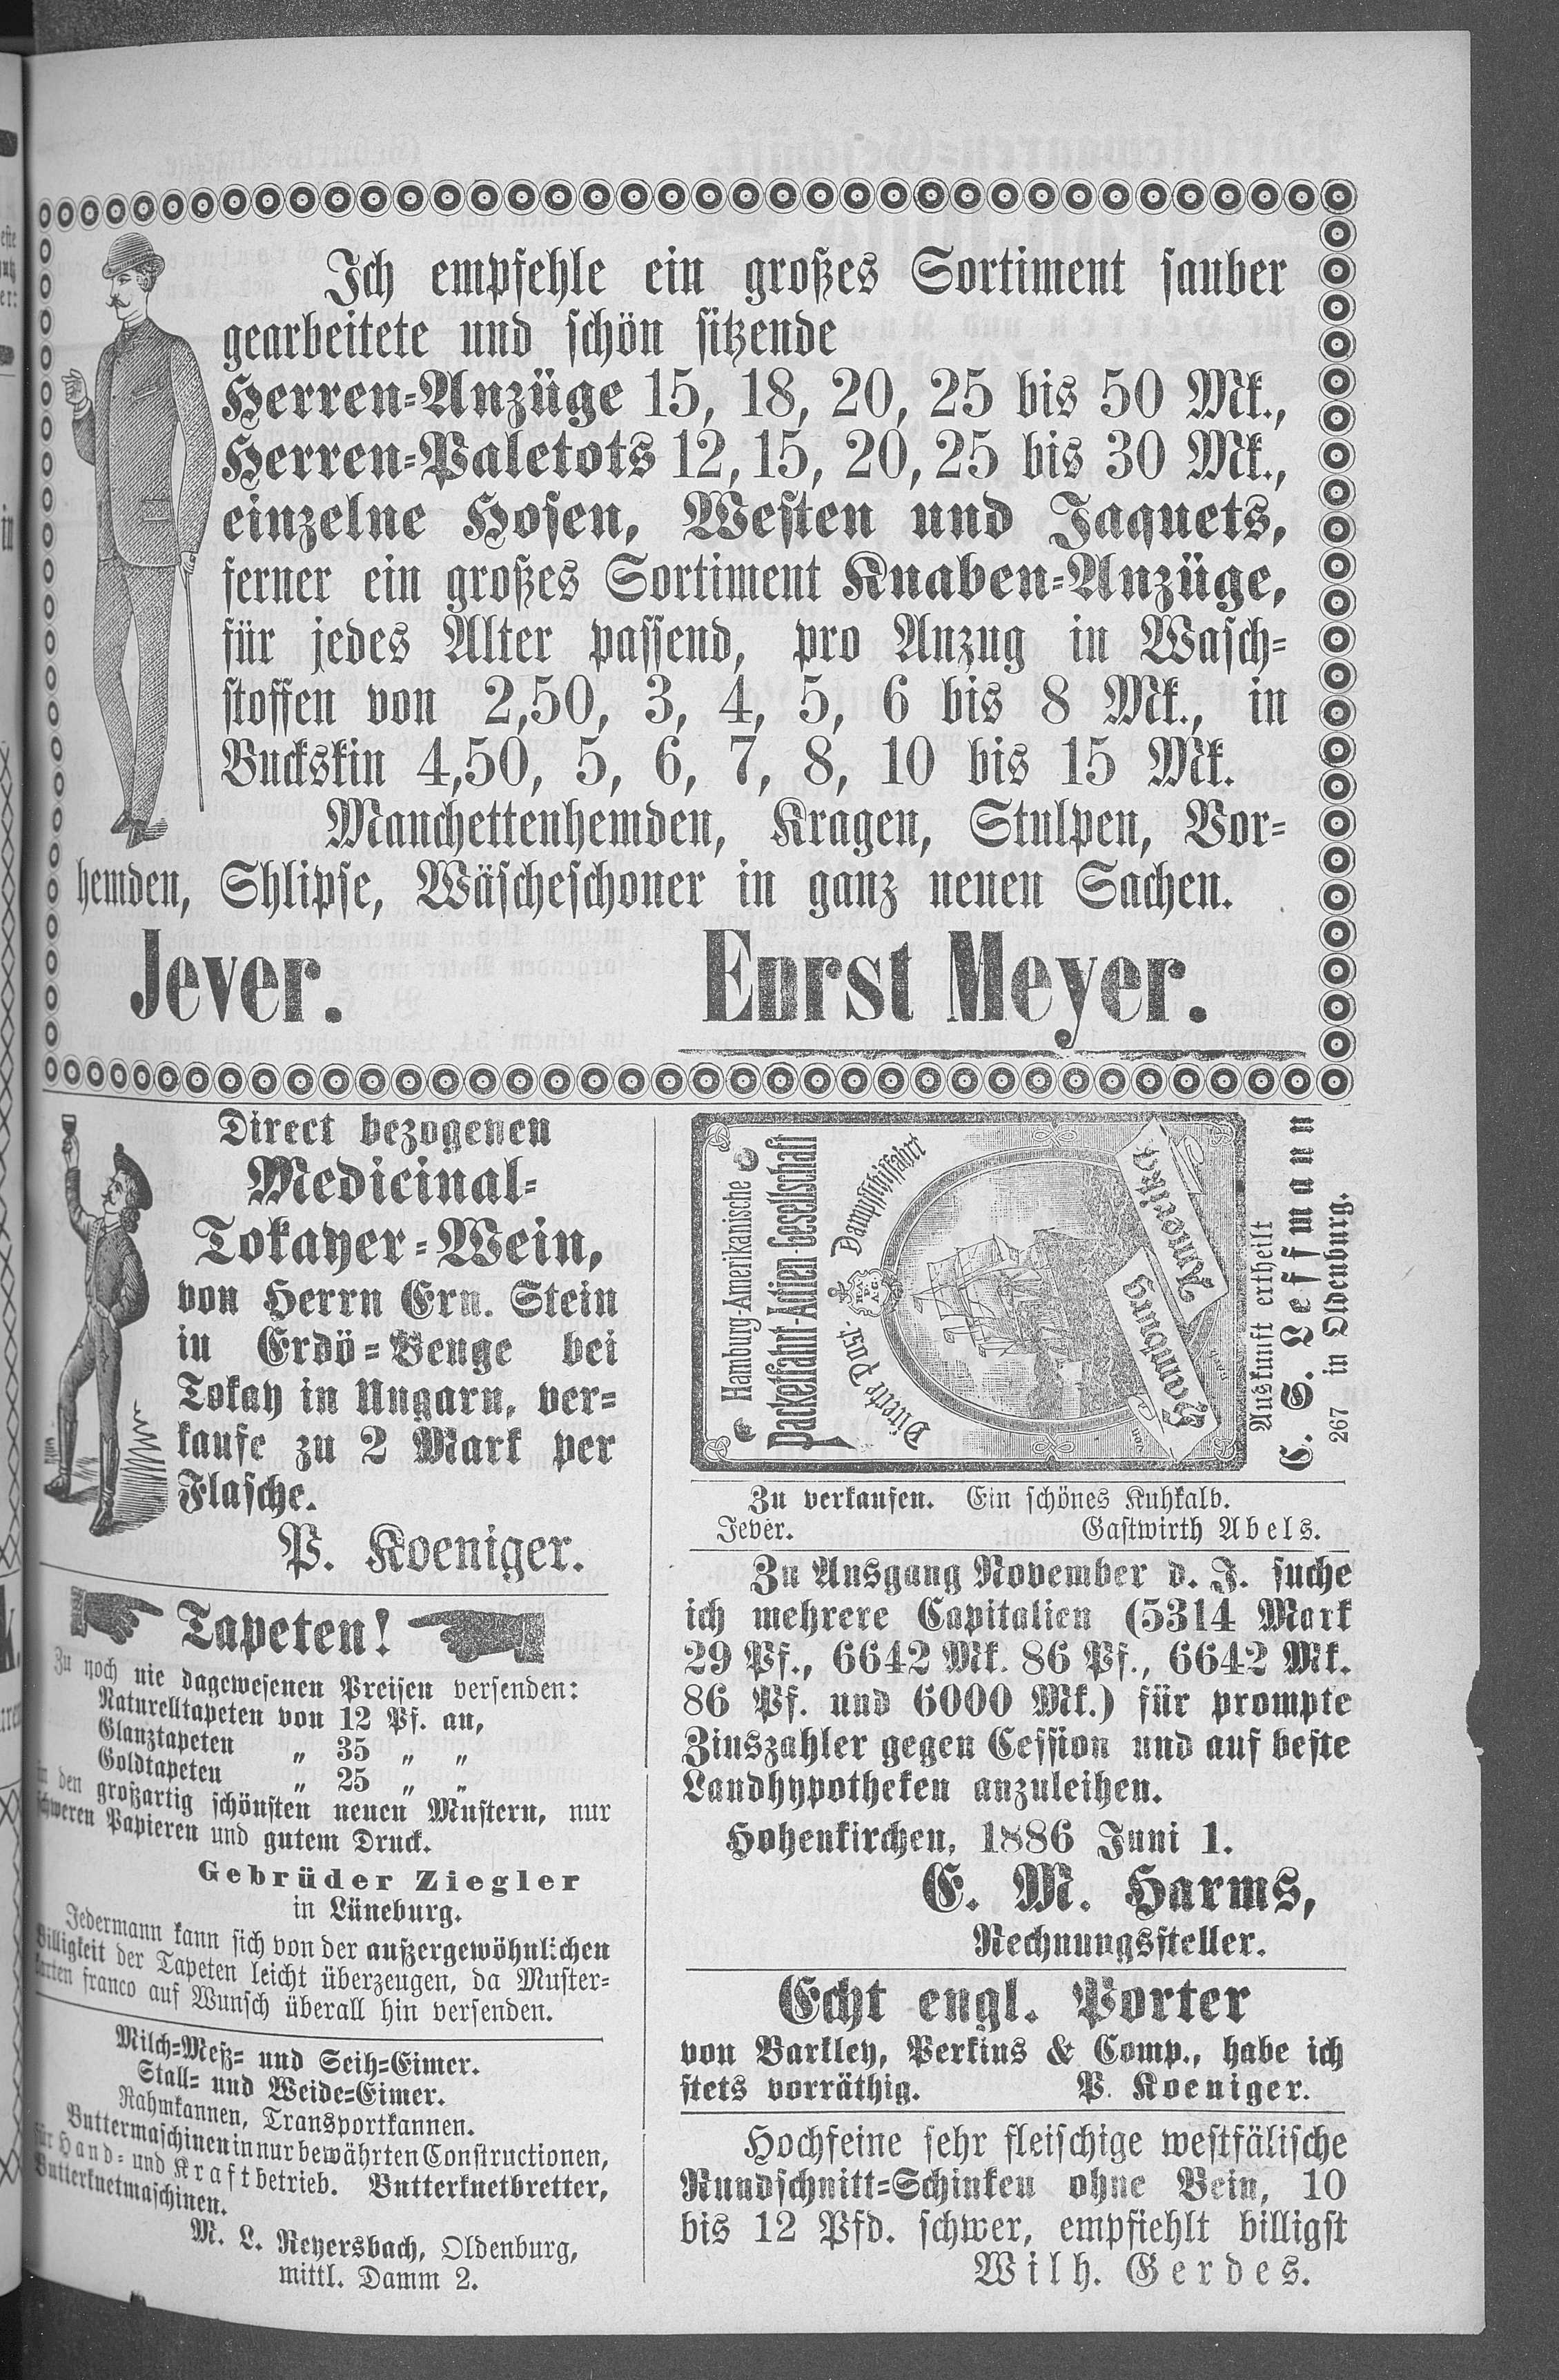 Ich empfehle ein großes Sortiment sauber
gearbeitete und schön sitzende
Herren-Anzüge 15, 18, 20, 25 bis 50 Mk.,
Herren-Paletots 12, 15, 20, 25 bis 30 Mk.,
einzelne Hosen, Westen und Jaquets,
ferner ein großes Sortiment Knaben-Anzüge,
für jedes Alter passend, pro Anzug in Wasch-
stoffen von 2,50, 3, 4, 5, 6 bis 8 Mk., in
Buckskin 4,50, 5, 6, 7, 8, 10 bis 15 Mk.
Manchettenhemden, Kragen, Stulpen, Vor-
hemden, Shlipse, Wäscheschoner in ganz neuen Sachen.
Jever. Enrst Meyer.
Direct bezogenen
Medicinal-
Tokayer-Wein,
von Herrn Ern. Stein
in Erdö-Benge bei
Tokay in Ungarn, ver-
kaufe zu 2 Mark per
Flasche.
P. Koeniger.
Tapeten!
Zu noch nie dagewesenen Preisen versenden:
Naturelltapeten von 12 Pf. an,
Glanztapeten " 35 " "
Goldtapeten " 25 " "
in den großartig schönsten neuen Mustern, nur
schweren Papieren und gutem Druck.
Gebrüder Ziegler
in Lüneburg.
Jedermann kann sich von der außergewöhnlichen
Billigkeit der Tapeten leicht überzeugen, da Muster-
karten franco auf Wunsch überall hin versenden.
Milch-Meß- und Seih-Eimer.
Stall- und Weide-Eimer.
Rahmkannen, Transportkannen.
Buttermaschinen in nur bewährten Constructionen,
für Hand- und Kraftbetrieb. Butterknetbretter,
Butterknetmaschinen.
M. L. Reyersbach, Oldenburg,
mittl. Damm 2.
Hamburg-Amerikanische
Packetfahrt-Actien-Gesellschaft
Directe Post-Dampfschiffahrt
Hamburg Amerika
Auskunft ertheilt
267 in Oldenburg.
Zu verkaufen. Ein schönes Kuhkalb.
Jever. Gastwirth Abels.
Zu Ausgang November d. J. suche
ich mehrere Capitalien (5314 Mark
29 Pf., 6642 Mk. 86 Pf., 6642 Mk.
86 Pf. und 6000 Mk.) für prompte
Zinszahler gegen Cession und auf beste
Landhypotheken anzuleihen.
Hohenkirchen, 1886 Juni 1.
E. M. Harms,
Rechnungssteller.
Echt engl. Porter
von Barkley, Perkins & Comp., habe ich
stets vorräthig. P. Koeniger.
Hochfeine sehr fleischige westfälische
Rundschnitt-Schinken ohne Bein, 10
bis 12 Pfd. schwer, empfiehlt billigst
Wilh. Gerdes.